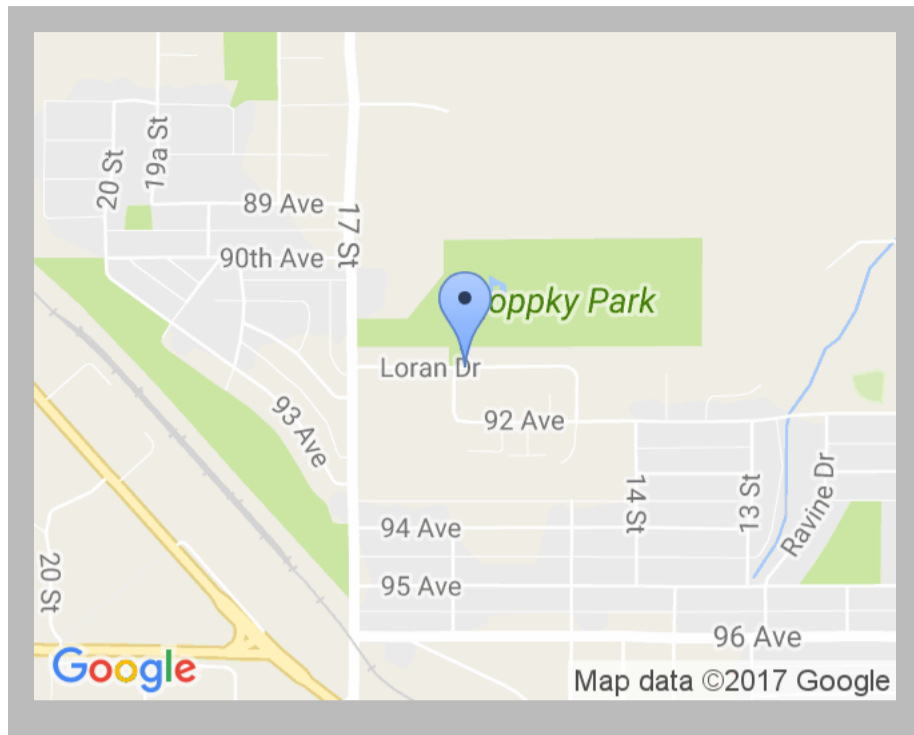 20 St
19a St
89 Ave
17 St
90th Ave
oppky Park
Loran Dr
93 Ave
92 Ave
14 St
13 St
Ravine Dr
94 Ave
20 St
95 Ave
96 Ave
Google
Map data ©2017 Google